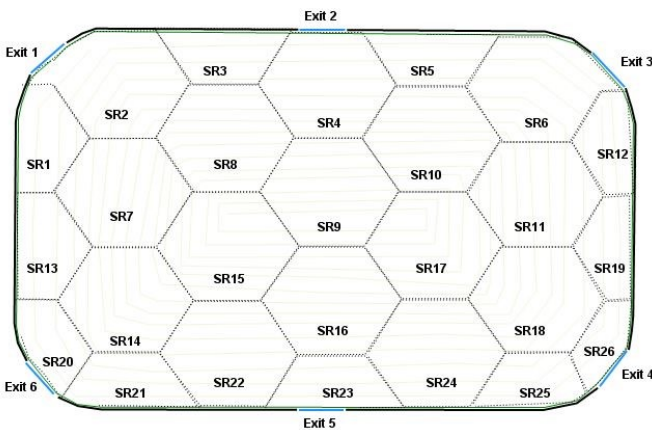 Exit 2
Exit 1
Exit 3
SR3
SR5
SR2
SR4
SR6
SR1
SR8
SR10
SR12
SR7
SR9
SR11
SR13
SR15
SR17
SR19
SR14
SR16
SR18
SR20
SR26
Exit 6
SR21
SR22
SR23
SR24
SR25
Exit 4
Exit 5